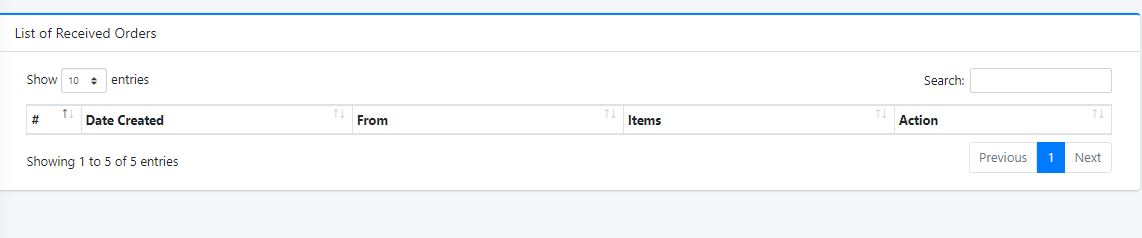 List of Received Orders
Show 10 entries
Search:
# Date Created From Items Action
Showing 1 to 5 of 5 entries
Previous 1 Next